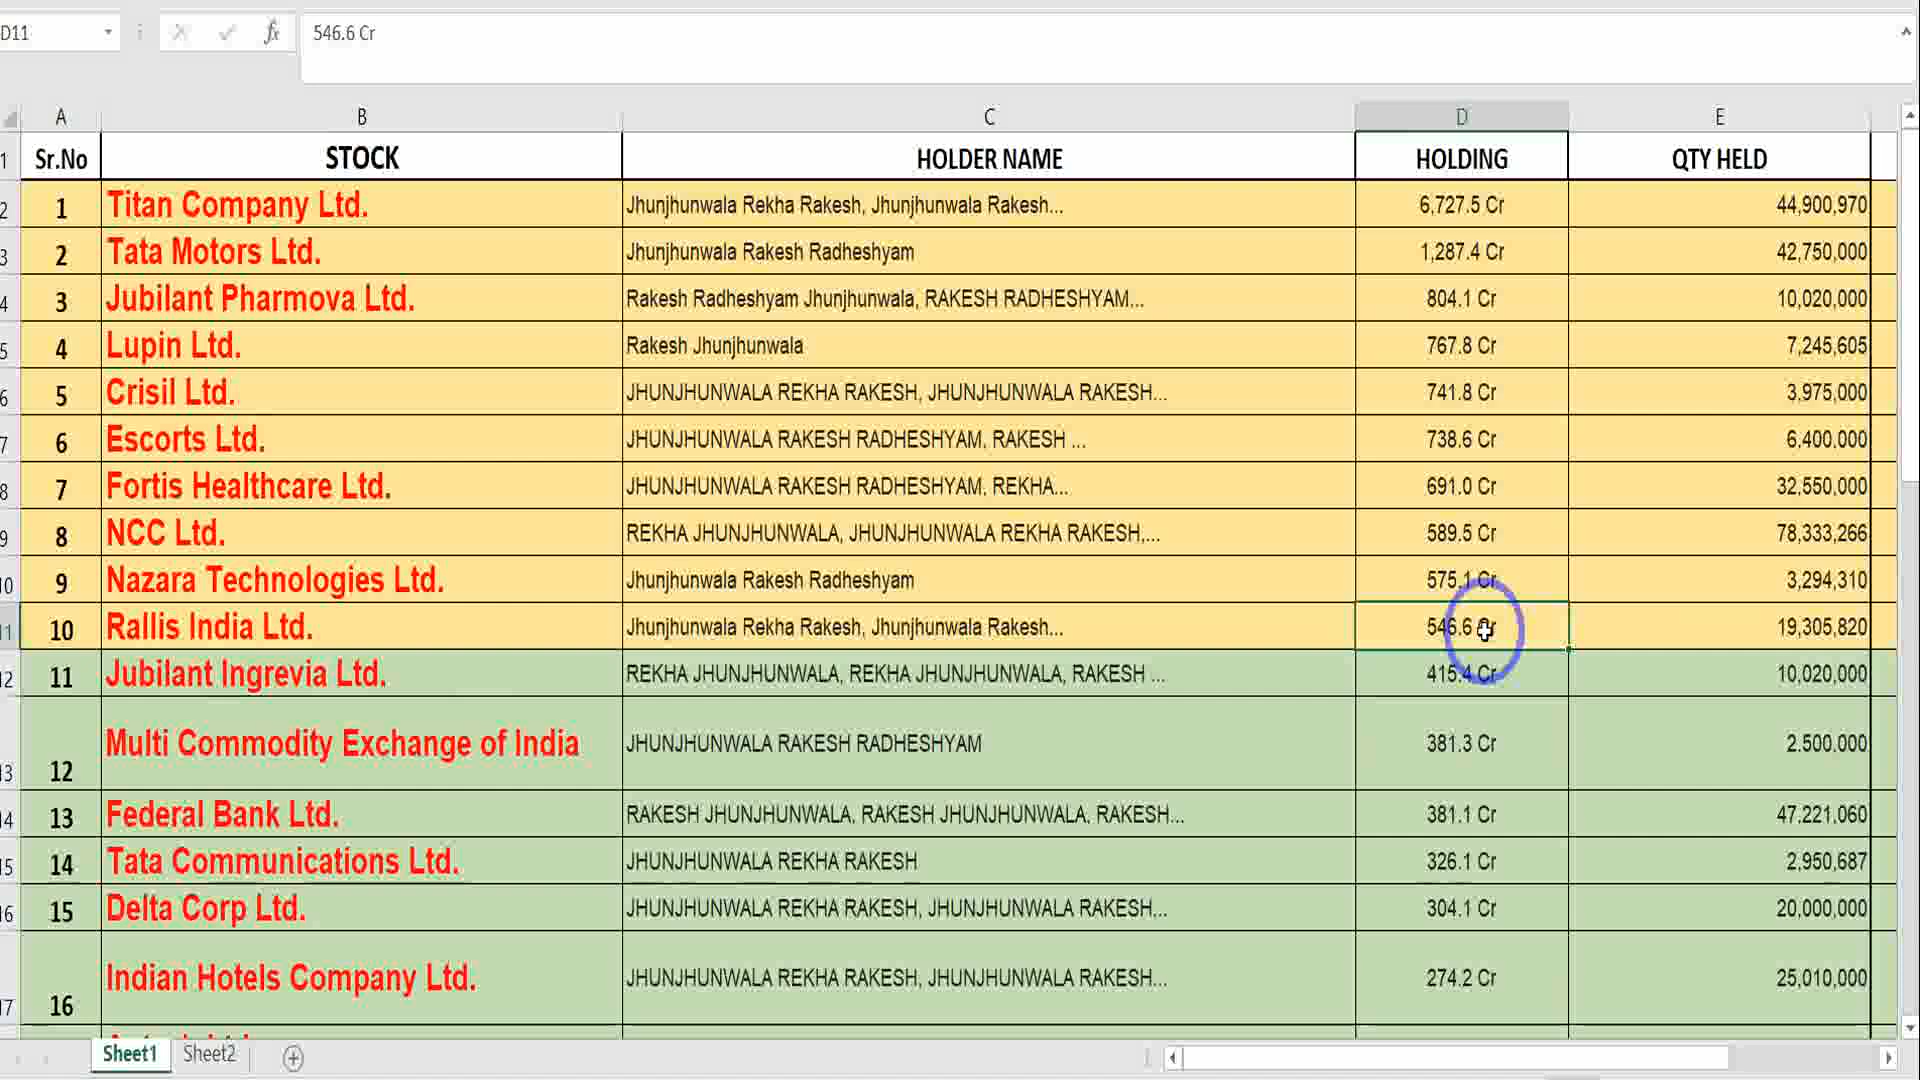 D11 fx 546.6 Cr
A B C D E
1 Sr.No STOCK HOLDER NAME HOLDING QTY HELD
2 1 Titan Company Ltd. Jhunjhunwala Rekha Rakesh, Jhunjhunwala Rakesh... 6,727.5 Cr 44,900,970
3 2 Tata Motors Ltd. Jhunjhunwala Rakesh Radheshyam 1,287.4 Cr 42,750,000
4 3 Jubilant Pharmova Ltd. Rakesh Radheshyam Jhunjhunwala, RAKESH RADHESHYAM... 804.1 Cr 10,020,000
5 4 Lupin Ltd. Rakesh Jhunjhunwala 767.8 Cr 7,245,605
6 5 Crisil Ltd. JHUNJHUNWALA REKHA RAKESH, JHUNJHUNWALA RAKESH... 741.8 Cr 3,975,000
7 6 Escorts Ltd. JHUNJHUNWALA RAKESH RADHESHYAM, RAKESH ... 738.6 Cr 6,400,000
8 7 Fortis Healthcare Ltd. JHUNJHUNWALA RAKESH RADHESHYAM, REKHA... 691.0 Cr 32,550,000
9 8 NCC Ltd. REKHA JHUNJHUNWALA, JHUNJHUNWALA REKHA RAKESH,... 589.5 Cr 78,333,266
10 9 Nazara Technologies Ltd. Jhunjhunwala Rakesh Radheshyam 575.1 Cr 3,294,310
11 10 Rallis India Ltd. Jhunjhunwala Rekha Rakesh, Jhunjhunwala Rakesh... 546.6 Cr 19,305,820
12 11 Jubilant Ingrevia Ltd. REKHA JHUNJHUNWALA, REKHA JHUNJHUNWALA, RAKESH ... 415.4 Cr 10,020,000
13 12 Multi Commodity Exchange of India JHUNJHUNWALA RAKESH RADHESHYAM 381.3 Cr 2,500,000
14 13 Federal Bank Ltd. RAKESH JHUNJHUNWALA, RAKESH JHUNJHUNWALA, RAKESH... 381.1 Cr 47,221,060
15 14 Tata Communications Ltd. JHUNJHUNWALA REKHA RAKESH 326.1 Cr 2,950,687
16 15 Delta Corp Ltd. JHUNJHUNWALA REKHA RAKESH, JHUNJHUNWALA RAKESH,.. 304.1 Cr 20,000,000
17 16 Indian Hotels Company Ltd. JHUNJHUNWALA REKHA RAKESH, JHUNJHUNWALA RAKESH... 274.2 Cr 25,010,000
Sheet1 Sheet2